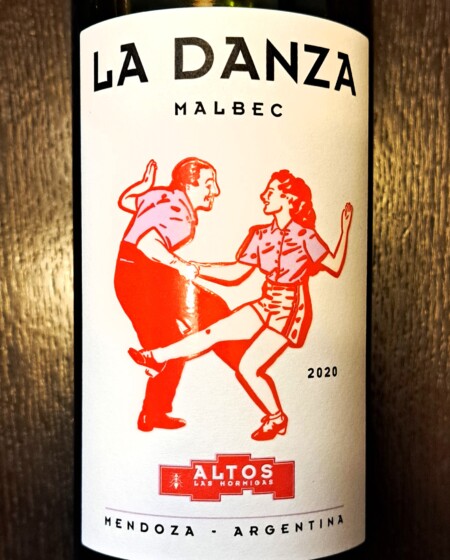 LA DANZA
MALBEC
2020
ALTOS
LAS HORMIGAS
MENDOZA - ARGENTINA